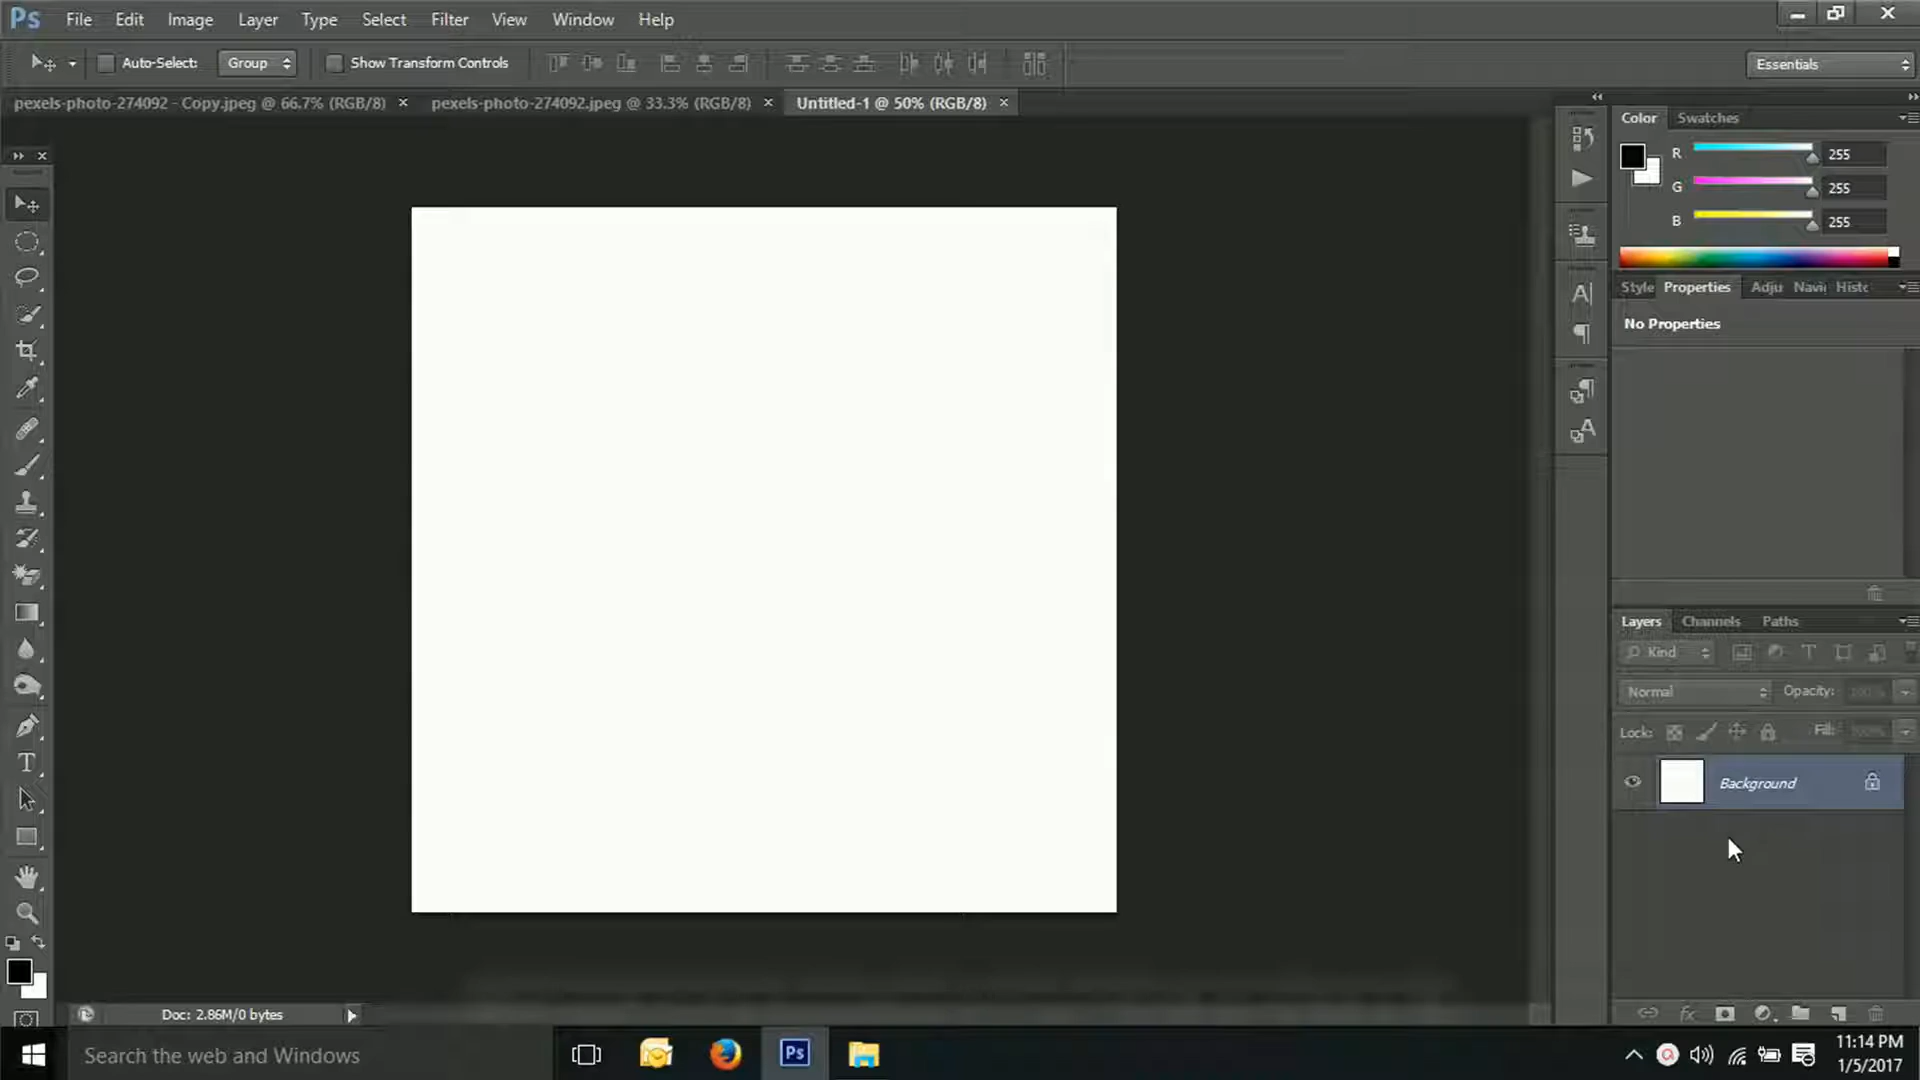 Ps File Edit Image Layer Type Select Filter View Window Help
Auto-Select: Group Show Transform Controls Essentials
pexels-photo-274092 - Copy.jpeg @ 66.7% (RGB/8) × pexels-photo-274092.jpeg @ 33.3% (RGB/8) × Untitled-1 @ 50% (RGB/8) ×
Color Swatches
R 255
G 255
B 255
Style Properties Adju Navi Histo
No Properties
Layers Channels Paths
Kind
Normal Opacity: 100%
Lock: Fill: 100%
Background
Doc: 2.86M/0 bytes
Search the web and Windows
Ps
11:14 PM
1/5/2017